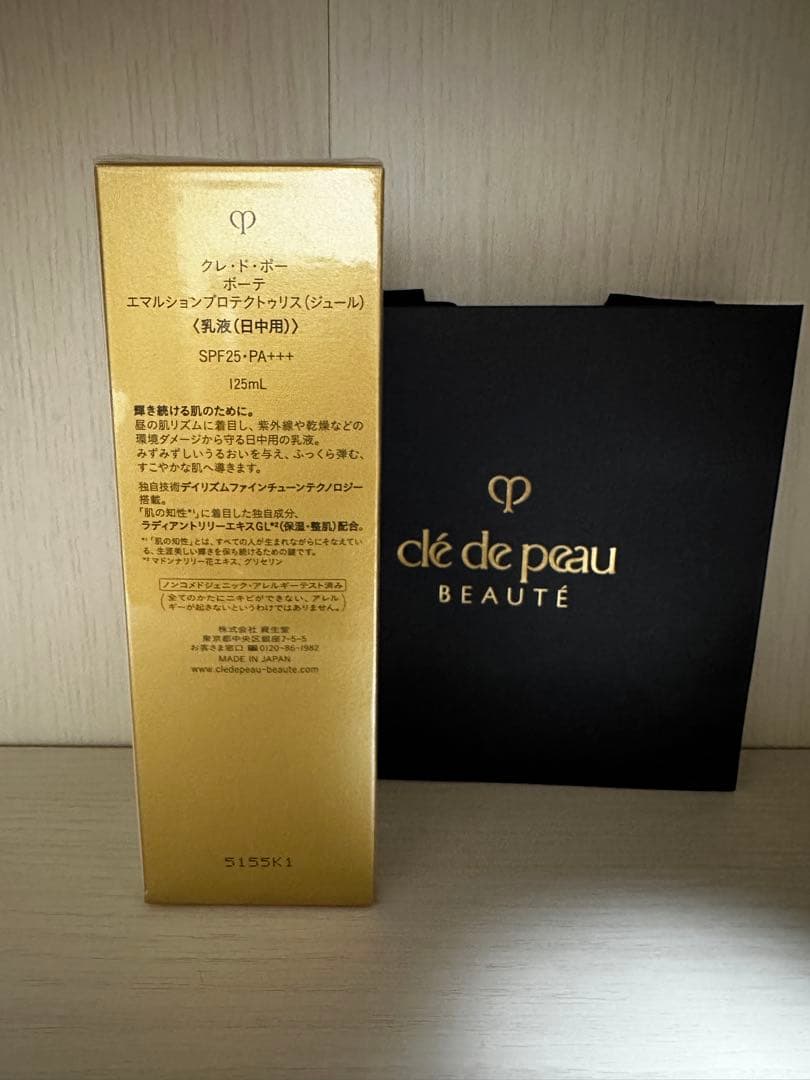 クレ・ド・ポー
ボーテ
エマルションプロテクトゥリス(ジュール)
〈乳液(日中用)〉
SPF25・PA+++
125mL
輝き続ける肌のために。
昼の肌リズムに着目し、紫外線や乾燥などの
環境ダメージから守る日中用の乳液。
みずみずしいうるおいを与え、ふっくら弾む、
すこやかな肌へ導きます。
独自技術デイリズムファインチューンテクノロジー
搭載。
「肌の知性*¹」に着目した独自成分、
ラディアントリリーエキスGL*²(保湿・整肌)配合。
*¹「肌の知性」とは、すべての人が生まれながらにそなえてい
る、生涯美しい輝きを保ち続けるための鍵です。
*² マドンナリリー花エキス、グリセリン
ノンコメドジェニック・アレルギーテスト済み
(全てのかたにニキビができない、アレル
ギーが起きないというわけではありません。)
株式会社 資生堂
東京都中央区銀座7-5-5
お客さま窓口 0120-86-1982
MADE IN JAPAN
www.cledepeau-beaute.com
5155K1
clé de peau
BEAUTÉ